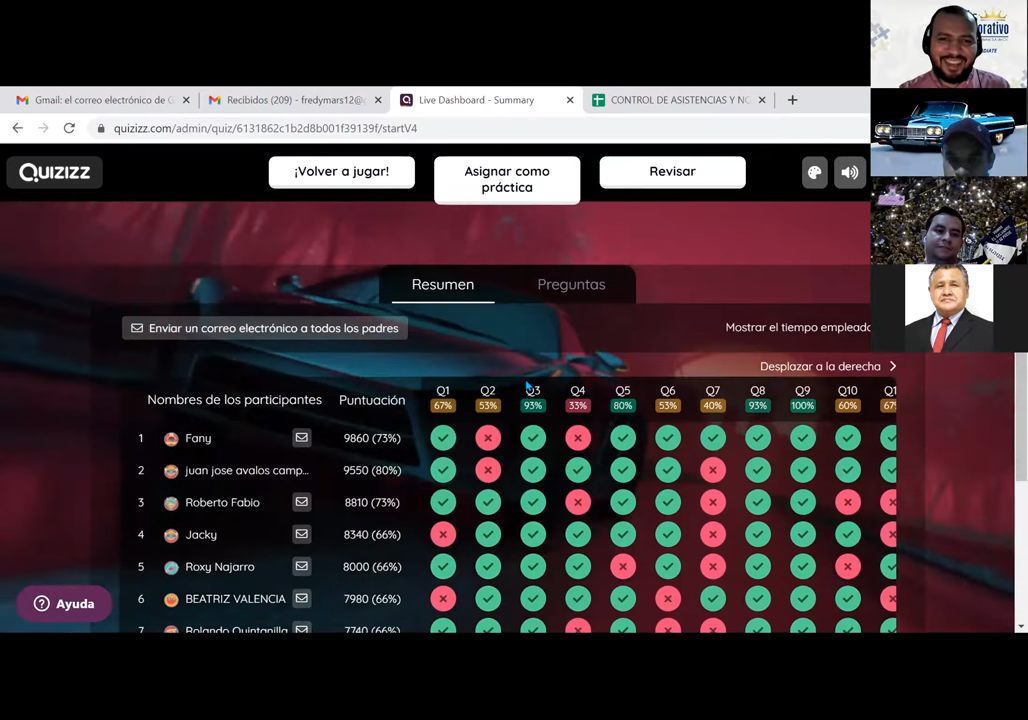 orativo
Gmail: el correo electrónico de G
Recibidos (209) - fredymars12@g
Live Dashboard - Summary
CONTROL DE ASISTENCIAS Y NO
quizizz.com/admin/quiz/6131862c1b2d8b001f39139f/startV4
QUIZIZZ
¡Volver a jugar!
Asignar como
práctica
Revisar
Resumen
Preguntas
Enviar un correo electrónico a todos los padres
Mostrar el tiempo empleado
Desplazar a la derecha
Nombres de los participantes Puntuación Q1 Q2 Q3 Q4 Q5 Q6 Q7 Q8 Q9 Q10 Q1
67% 53% 93% 33% 80% 53% 40% 93% 100% 60% 67%
1 Fany 9860 (73%)
2 juan jose avalos camp... 9550 (80%)
3 Roberto Fabio 8810 (73%)
4 Jacky 8340 (66%)
5 Roxy Najarro 8000 (66%)
6 BEATRIZ VALENCIA 7980 (66%)
7 Rolando Quintanilla 7740 (66%)
Ayuda